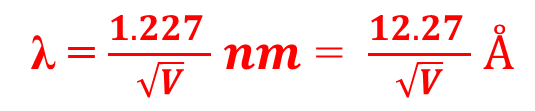 λ = 1.227/√V nm = 12.27/√V Å